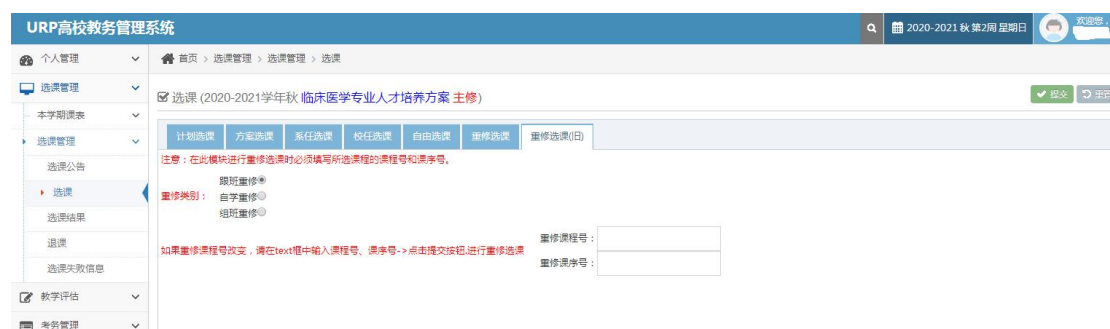 URP高校教务管理系统
2020-2021 秋 第2周 星期日
欢迎您，
个人管理
首页 > 选课管理 > 选课管理 > 选课
选课管理
选课 (2020-2021学年秋 临床医学专业人才培养方案 主修)
提交
本学期课表
计划选课 方案选课 系任选课 校任选课 自由选课 重修选课 重修选课(旧)
选课管理
注意：在此模块进行重修选课时必须填写所选课程的课程号和课序号。
选课公告
跟班重修
重修类别： 自学重修
选课
组班重修
选课结果
重修课程号：
退课
如果重修课程号改变，请在text框中输入课程号、课序号->点击提交按钮.进行重修选课
重修课序号：
选课失败信息
教学评估
考务管理